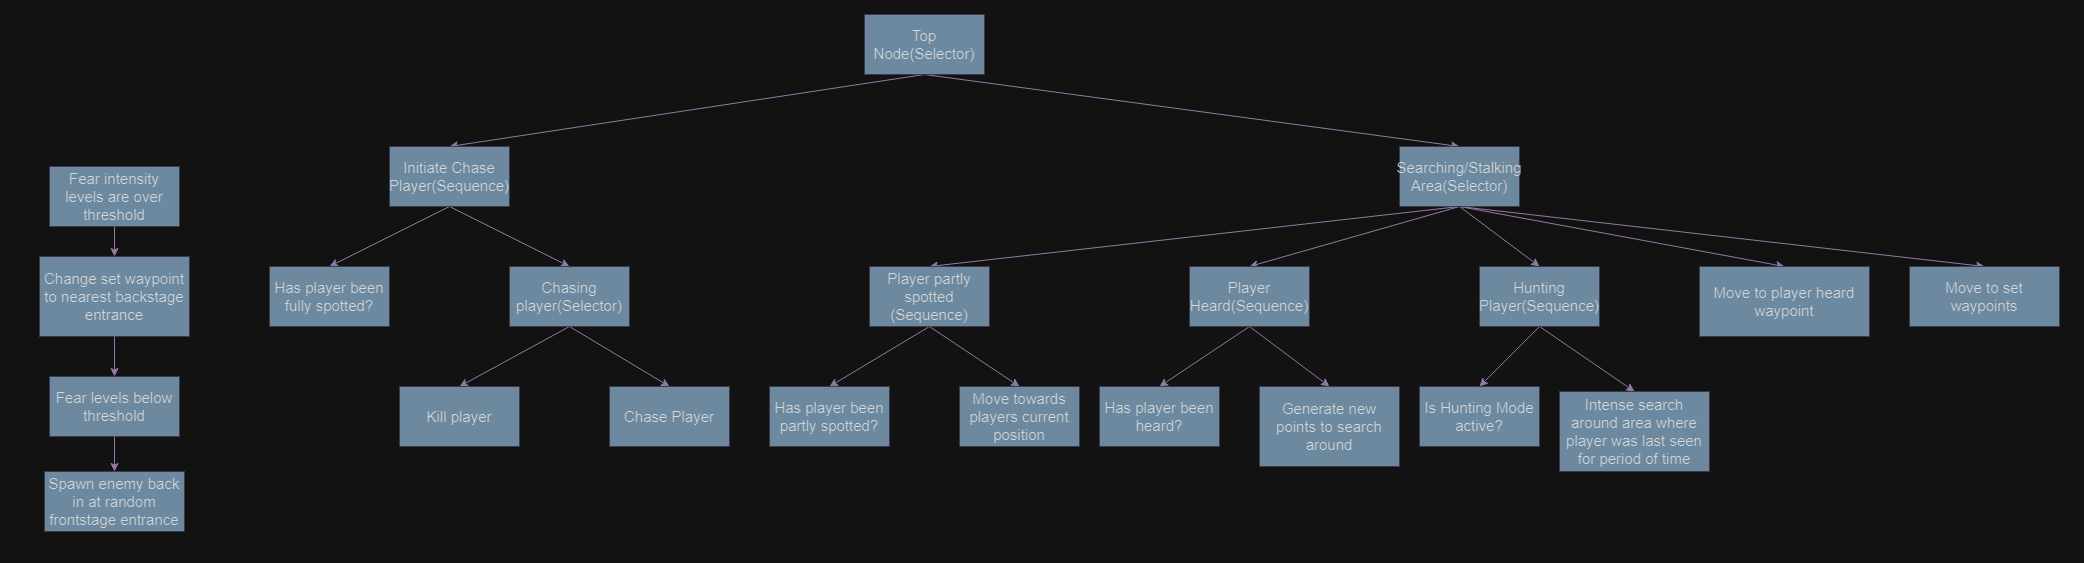 Top
Node(Selector)
Initiate Chase
Player(Sequence)
Searching/Stalking
Area(Selector)
Fear intensity
levels are over
threshold
Change set waypoint
to nearest backstage
entrance
Fear levels below
threshold
Spawn enemy back
in at random
frontstage entrance
Has player been
fully spotted?
Chasing
player(Selector)
Player partly
spotted
(Sequence)
Player
Heard(Sequence)
Hunting
Player(Sequence)
Move to player heard
waypoint
Move to set
waypoints
Kill player
Chase Player
Has player been
partly spotted?
Move towards
players current
position
Has player been
heard?
Generate new
points to search
around
Is Hunting Mode
active?
Intense search
around area where
player was last seen
for period of time